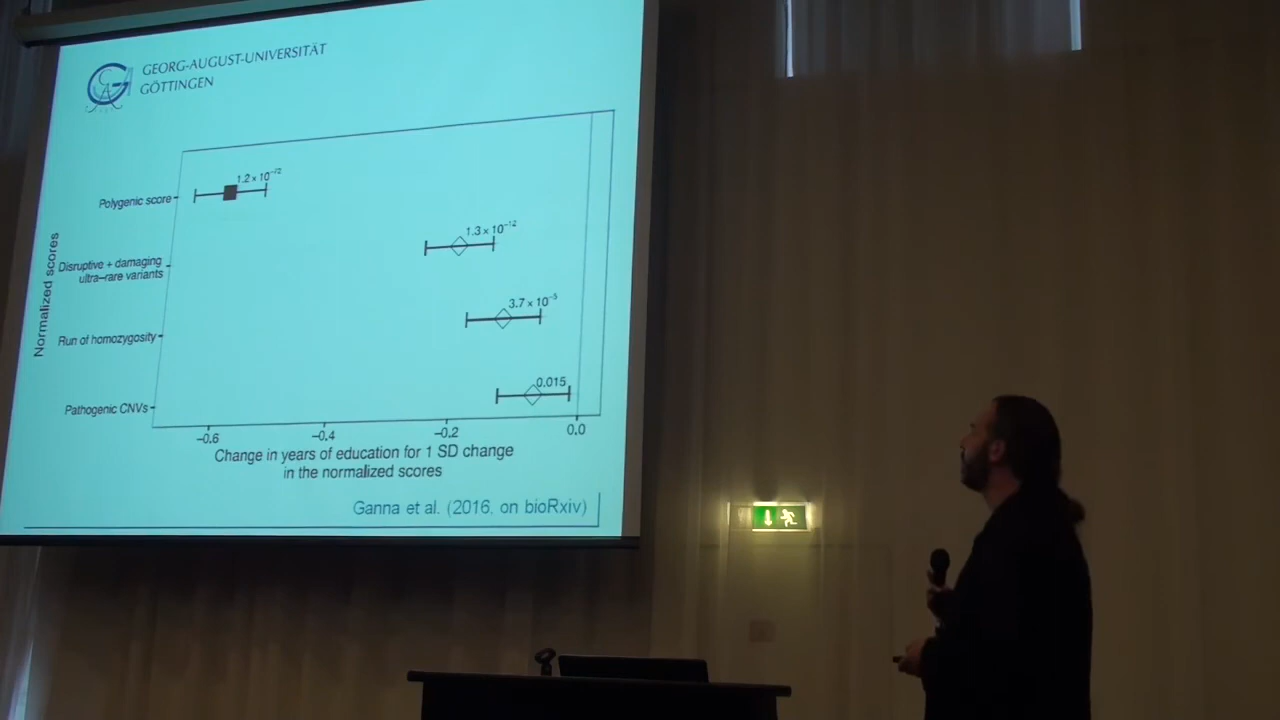 GEORG-AUGUST-UNIVERSITÄT
GÖTTINGEN
Normalized scores
Polygenic score
1.2 × 10⁻⁷²
Disruptive + damaging
ultra–rare variants
1.3 × 10⁻¹²
Run of homozygosity
3.7 × 10⁻⁵
Pathogenic CNVs
0.015
–0.6
–0.4
–0.2
0.0
Change in years of education for 1 SD change
in the normalized scores
Ganna et al. (2016, on bioRxiv)